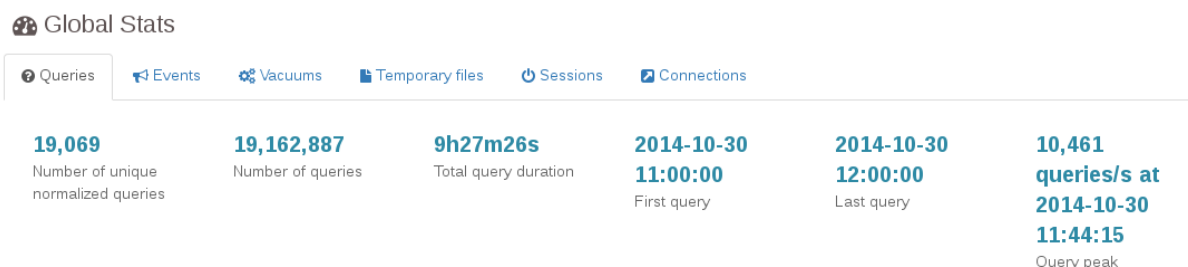 Global Stats
Queries Events Vacuums Temporary files Sessions Connections
19,069
Number of unique
normalized queries
19,162,887
Number of queries
9h27m26s
Total query duration
2014-10-30
11:00:00
First query
2014-10-30
12:00:00
Last query
10,461
queries/s at
2014-10-30
11:44:15
Query peak